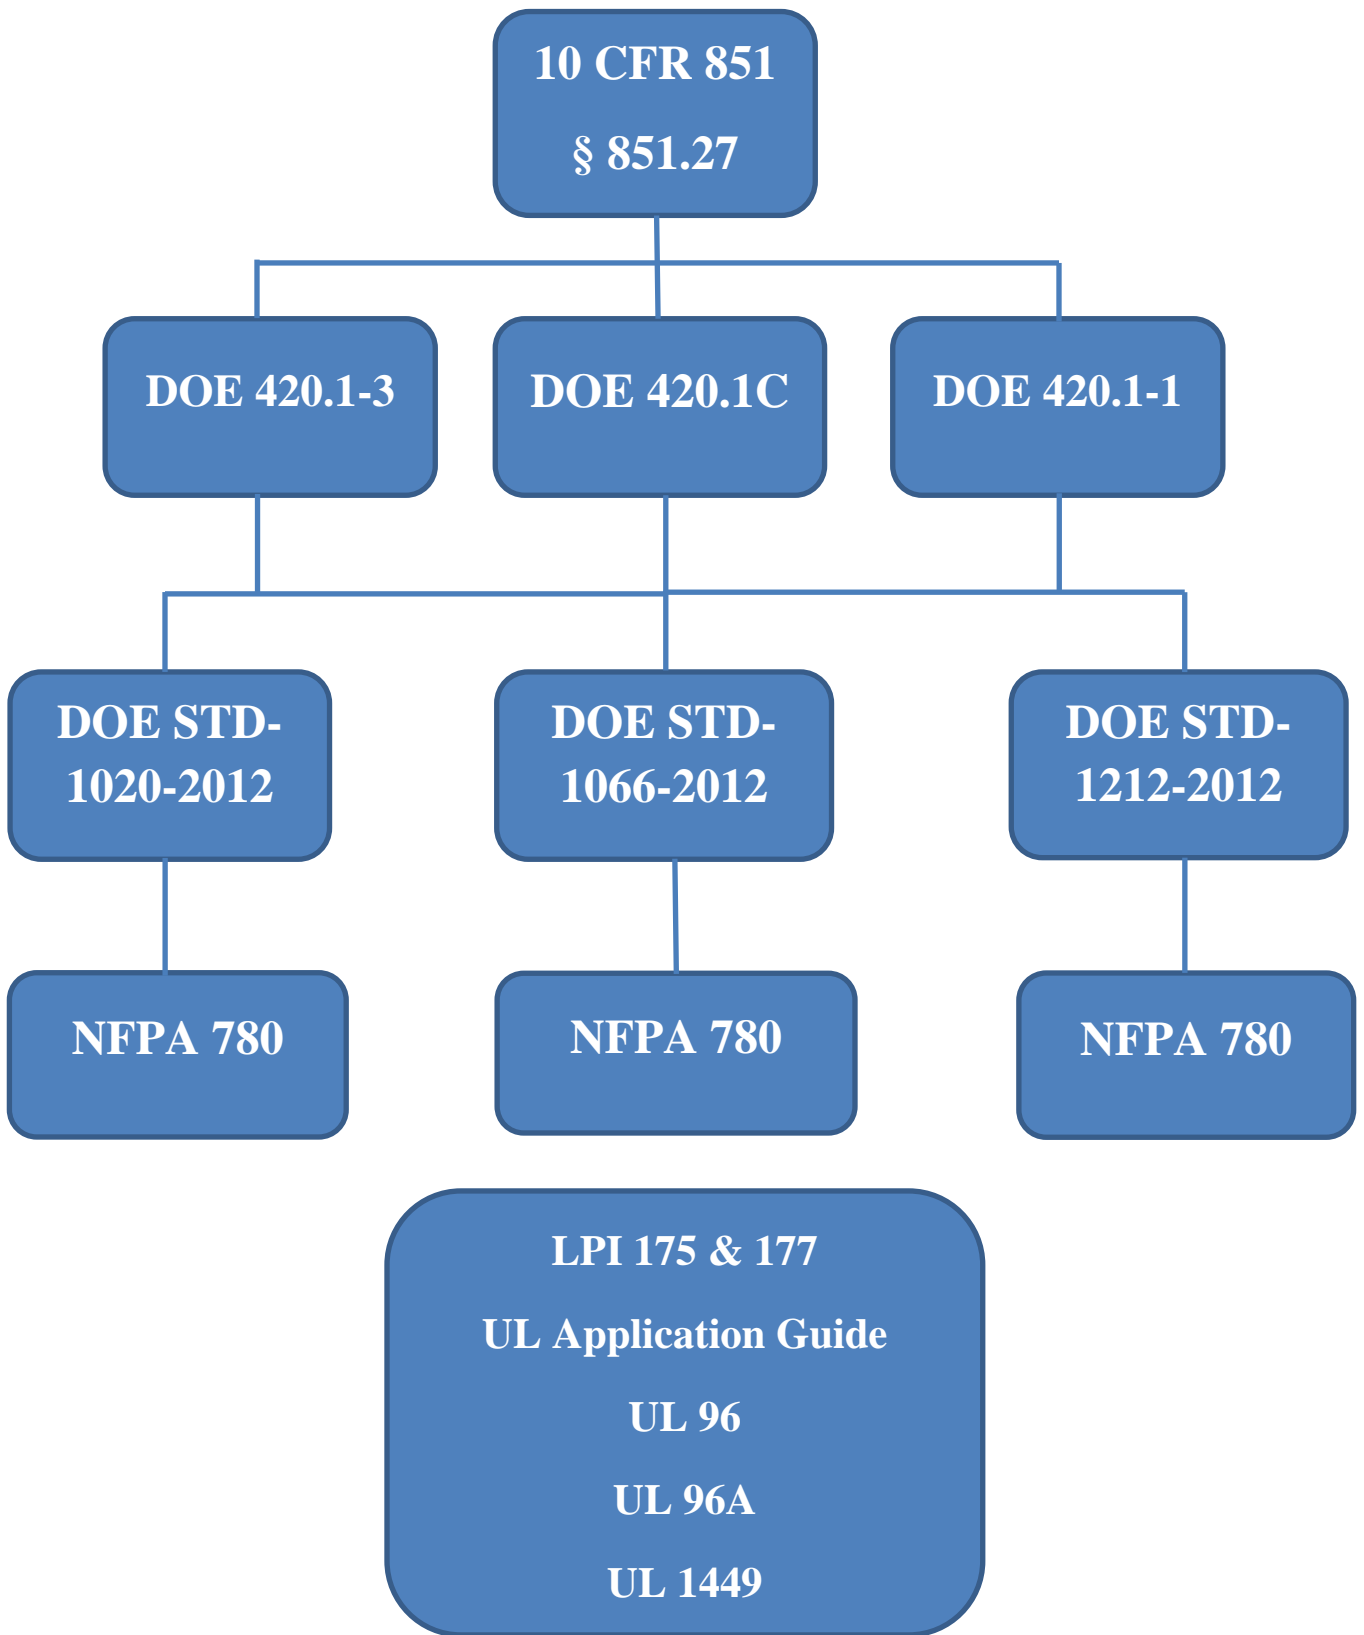 10 CFR 851
§ 851.27
DOE 420.1-3
DOE 420.1C
DOE 420.1-1
DOE STD-
1020-2012
DOE STD-
1066-2012
DOE STD-
1212-2012
NFPA 780
NFPA 780
NFPA 780
LPI 175 & 177
UL Application Guide
UL 96
UL 96A
UL 1449